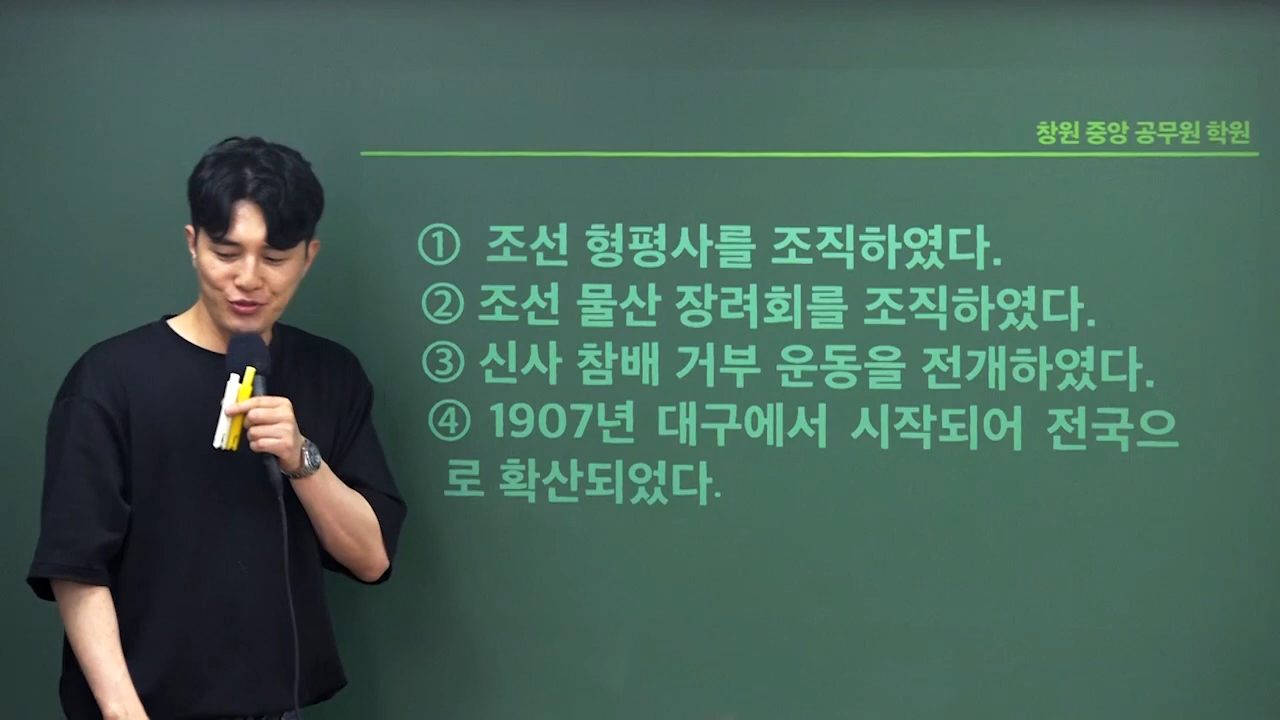 창원 중앙 공무원 학원
① 조선 형평사를 조직하였다.
② 조선 물산 장려회를 조직하였다.
③ 신사 참배 거부 운동을 전개하였다.
④ 1907년 대구에서 시작되어 전국으
로 확산되었다.